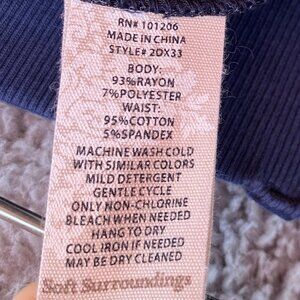 RN# 101206
MADE IN CHINA
STYLE# 2DX33
BODY:
93%RAYON
7%POLYESTER
WAIST:
95%COTTON
5%SPANDEX
MACHINE WASH COLD
WITH SIMILAR COLORS
MILD DETERGENT
GENTLE CYCLE
ONLY NON-CHLORINE
BLEACH WHEN NEEDED
HANG TO DRY
COOL IRON IF NEEDED
MAY BE DRY CLEANED
Soft Surroundings